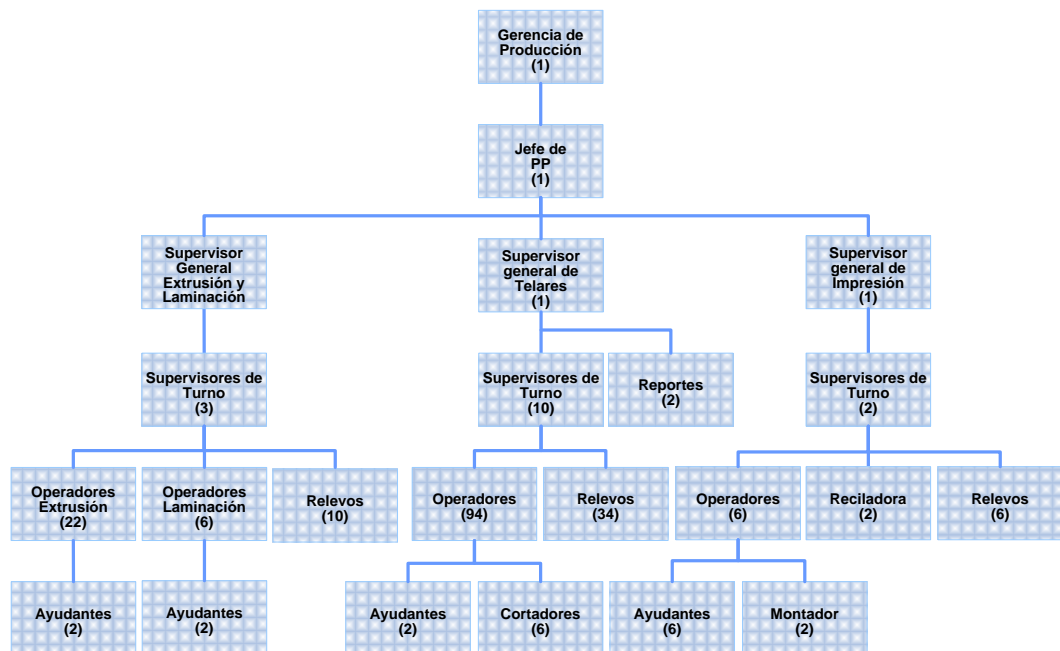 Gerencia de
Producción
(1)
Jefe de
PP
(1)
Supervisor
General
Extrusión y
Laminación
Supervisor
general de
Telares
(1)
Supervisor
general de
Impresión
(1)
Supervisores de
Turno
(3)
Supervisores de
Turno
(10)
Reportes
(2)
Supervisores de
Turno
(2)
Operadores
Extrusión
(22)
Operadores
Laminación
(6)
Relevos
(10)
Operadores
(94)
Relevos
(34)
Operadores
(6)
Reciladora
(2)
Relevos
(6)
Ayudantes
(2)
Ayudantes
(2)
Ayudantes
(2)
Cortadores
(6)
Ayudantes
(6)
Montador
(2)